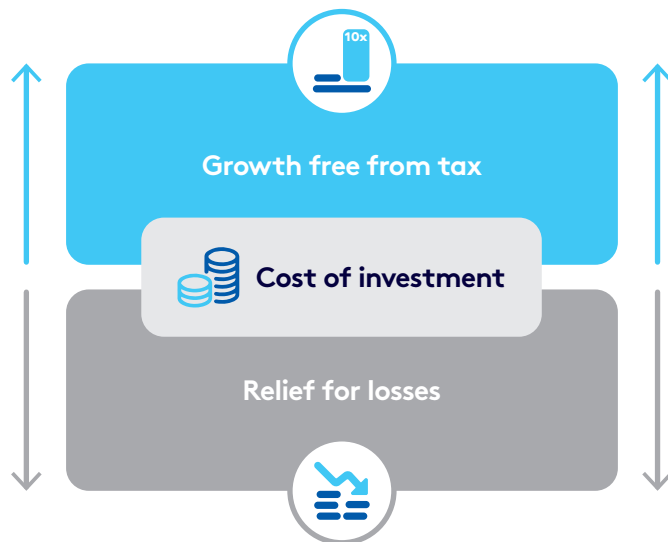 10x
Growth free from tax
Cost of investment
Relief for losses